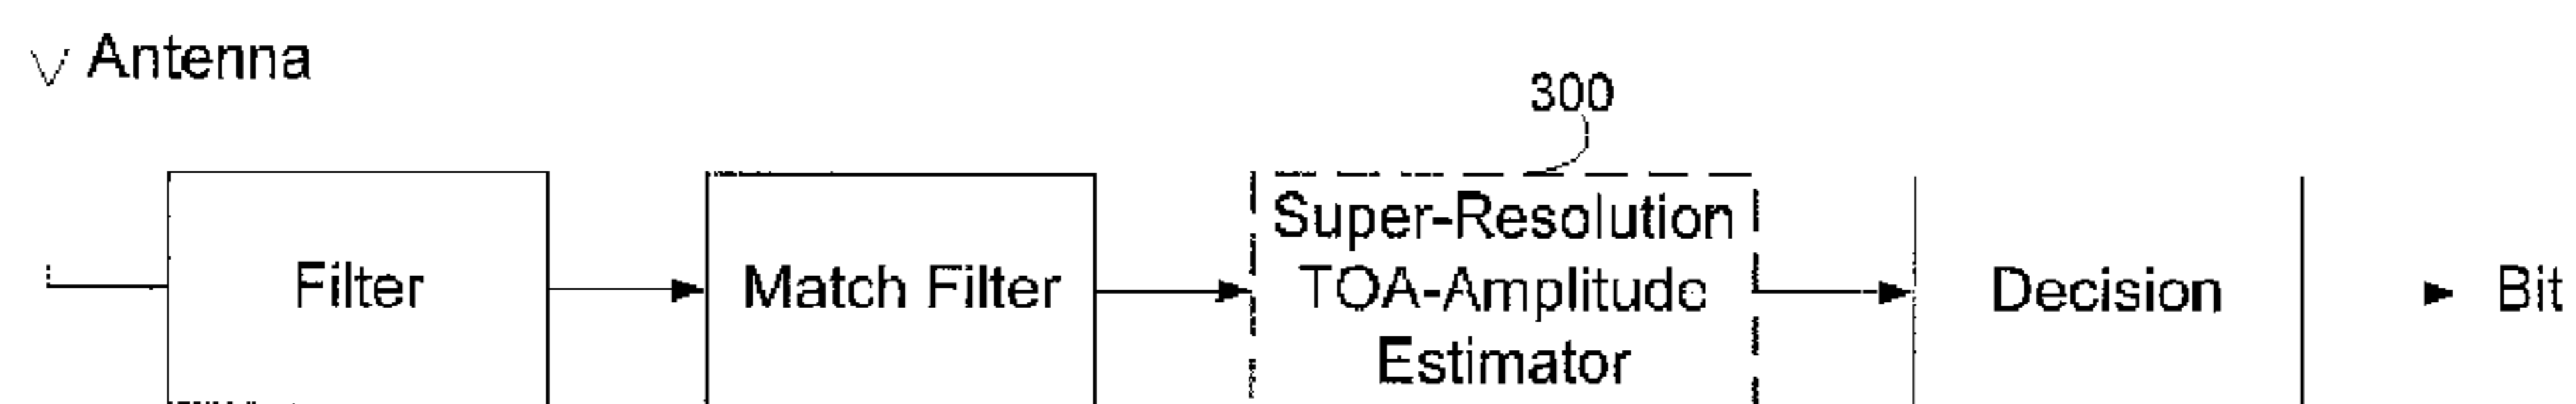 Antenna
300
Filter
Match Filter
Super-Resolution
TOA-Amplitude
Estimator
Decision
Bit